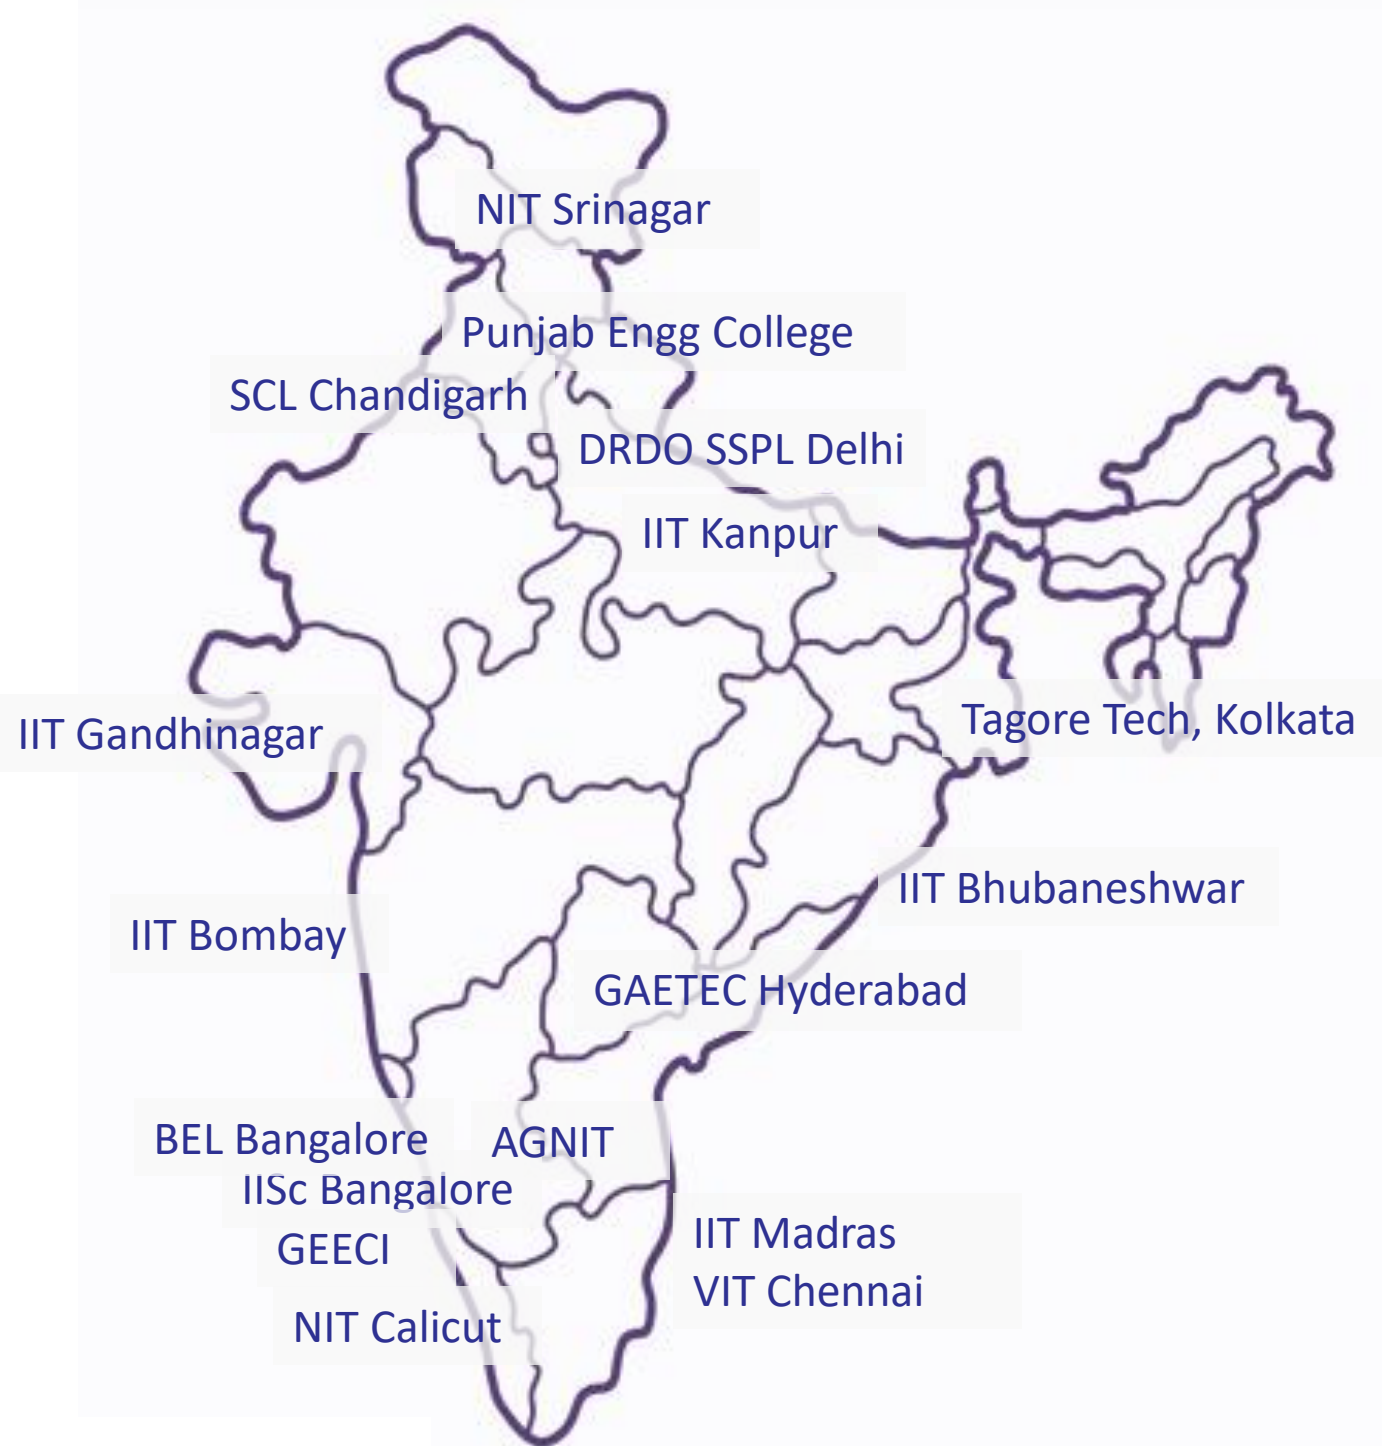 NIT Srinagar
Punjab Engg College
SCL Chandigarh
DRDO SSPL Delhi
IIT Kanpur
Tagore Tech, Kolkata
IIT Gandhinagar
IIT Bhubaneshwar
IIT Bombay
GAETEC Hyderabad
BEL Bangalore
AGNIT
IISc Bangalore
IIT Madras
GEECI
VIT Chennai
NIT Calicut